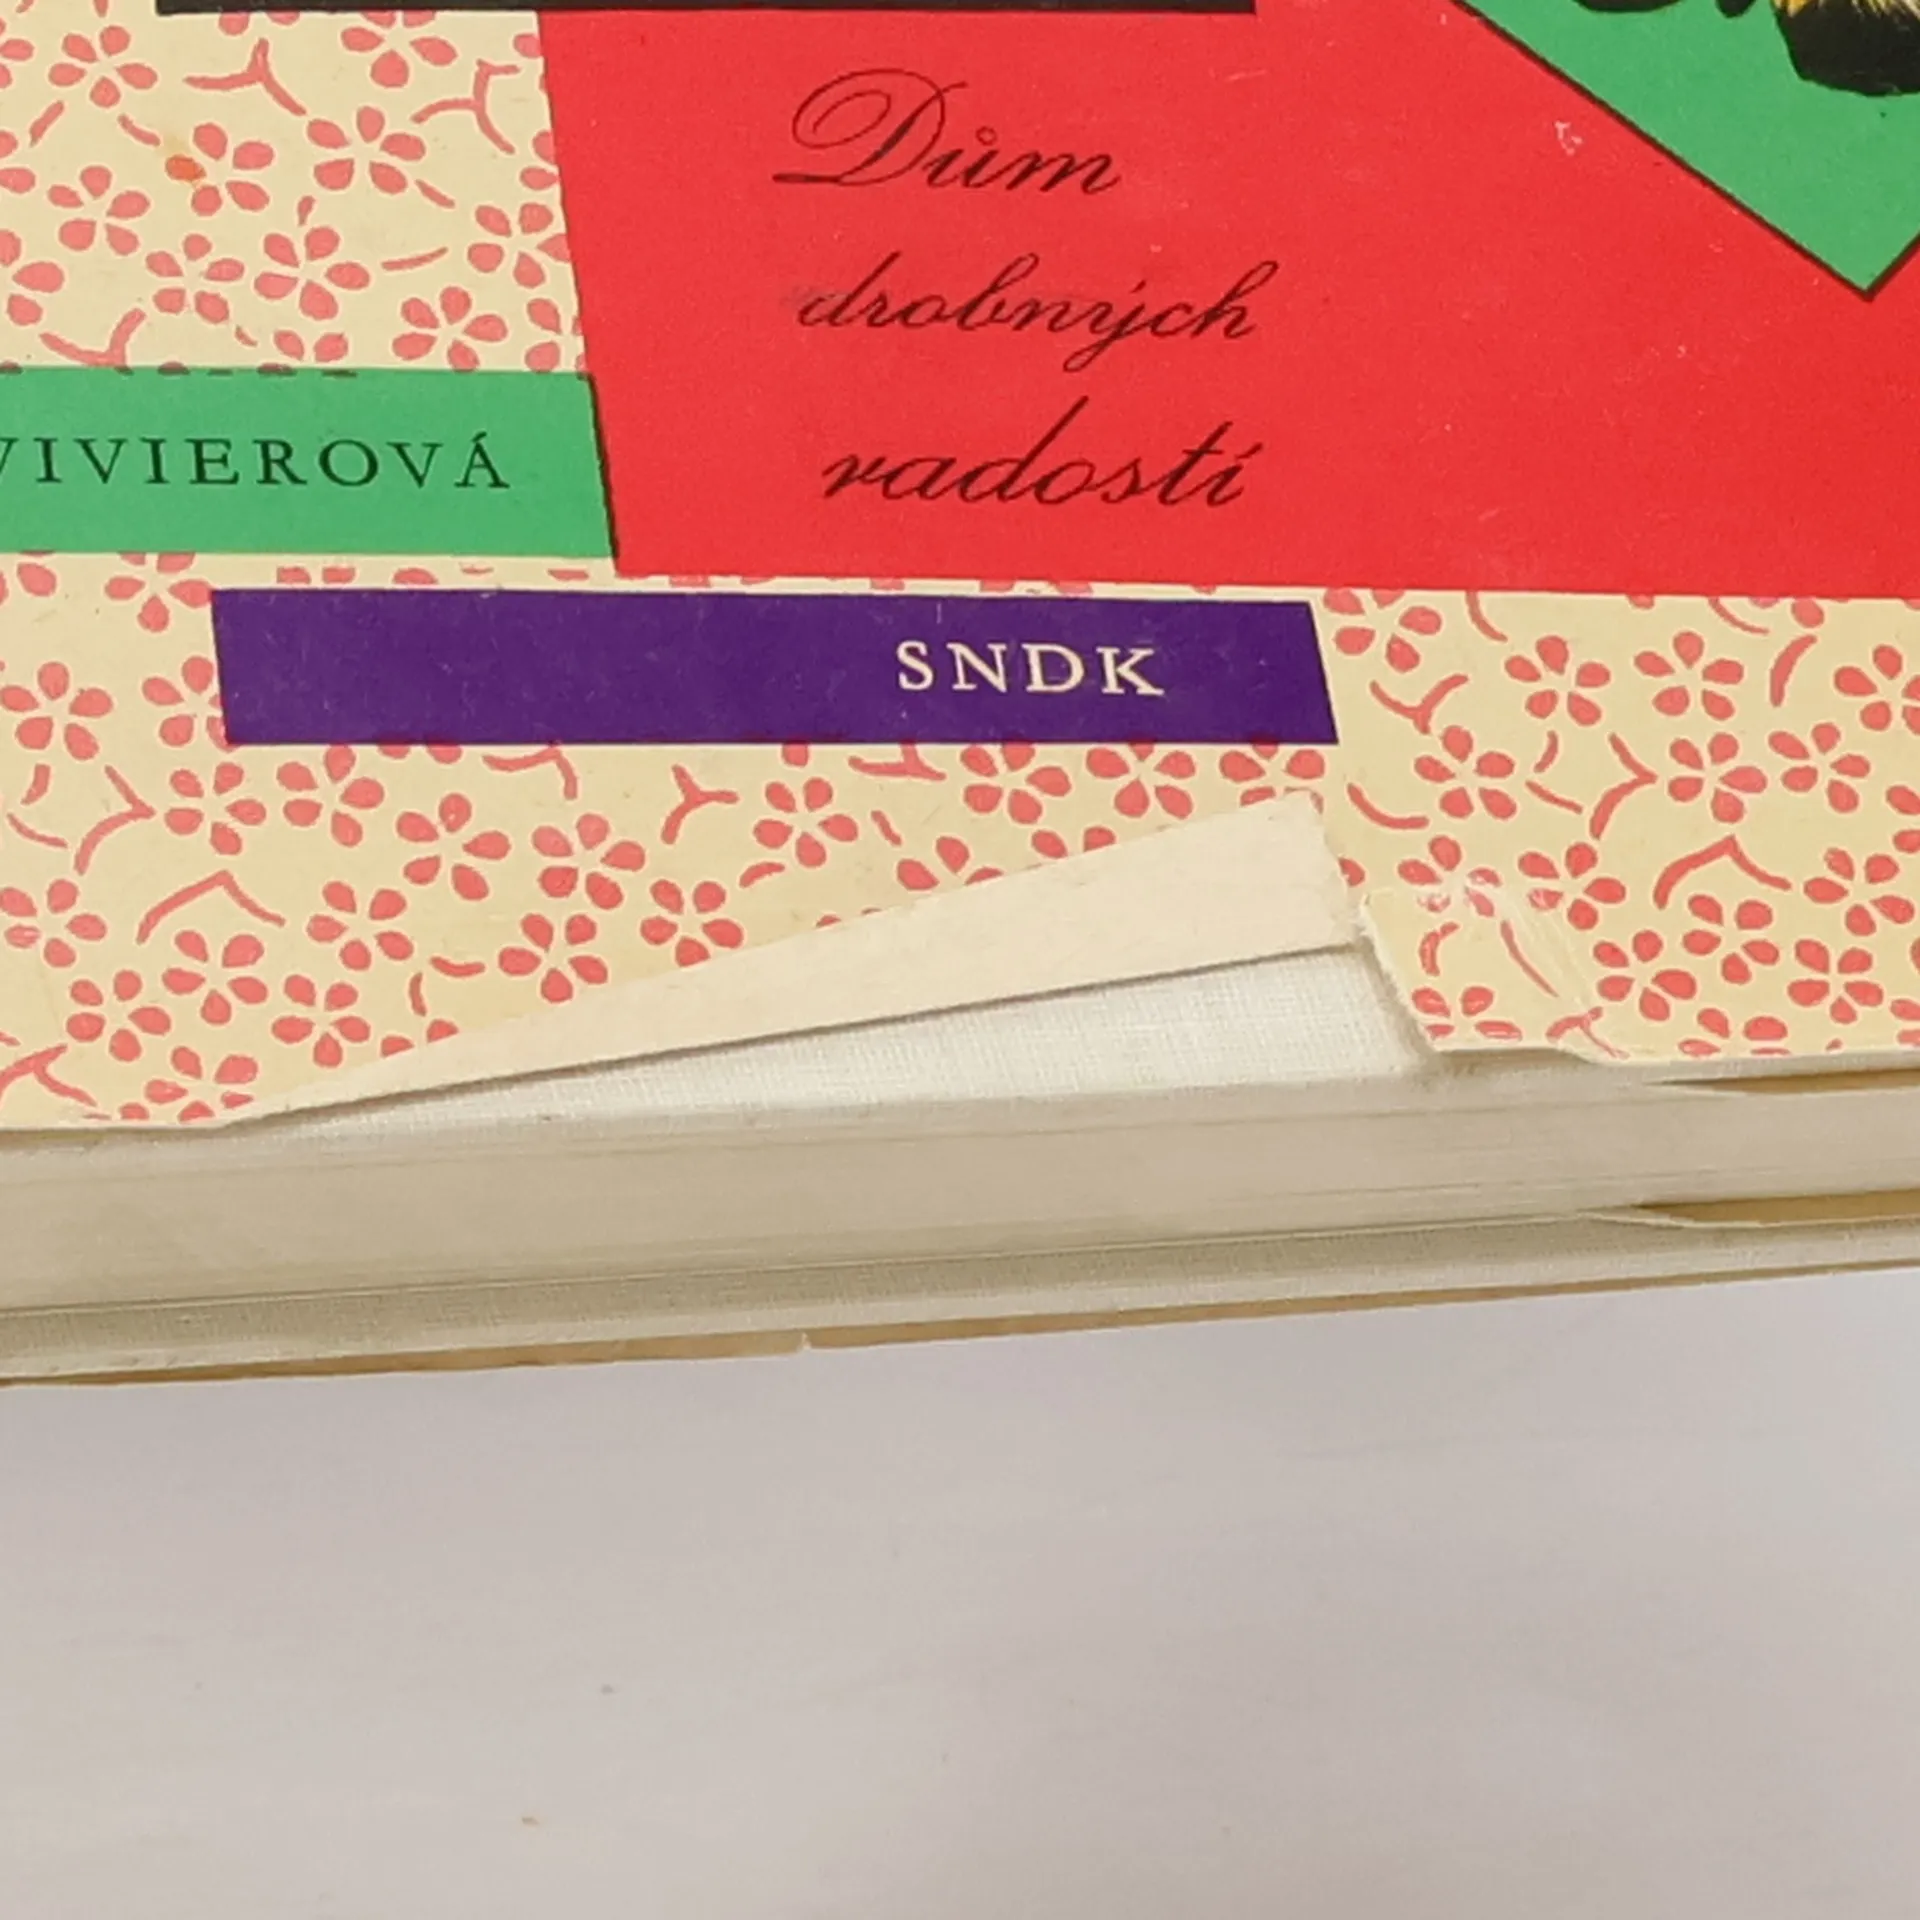 Dům
drobných
radostí
VIVIEROVÁ
SNDK